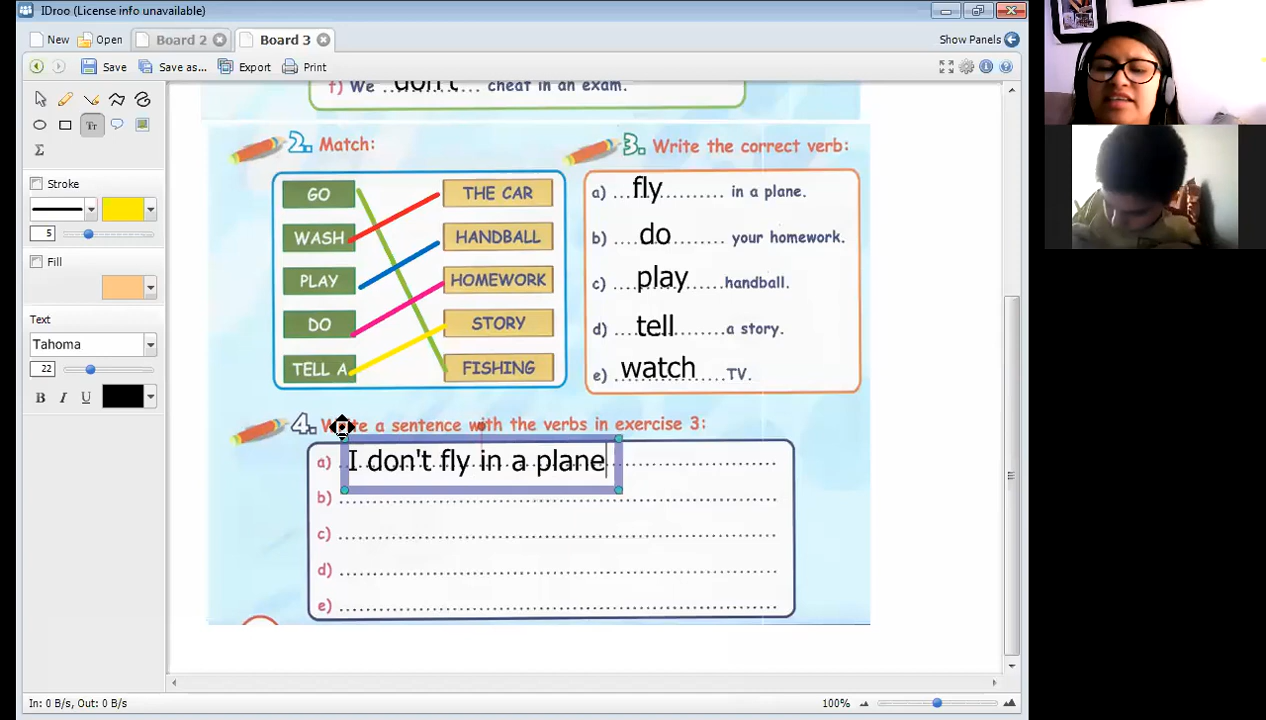 IDroo (License info unavailable)
New Open Board 2 Board 3 Show Panels
Save Save as... Export Print
f) We ...don't... cheat in an exam.
Stroke
5
Fill
Text
Tahoma
22
B I U
2. Match:
GO THE CAR
WASH HANDBALL
PLAY HOMEWORK
DO STORY
TELL A FISHING
3. Write the correct verb:
a) ...fly.......... in a plane.
b) ....do......... your homework.
c) ....play......handball.
d) ....tell.........a story.
e) watch.......TV.
4. Write a sentence with the verbs in exercise 3:
a) I don't fly in a plane
b)
c)
d)
e)
In: 0 B/s, Out: 0 B/s 100%